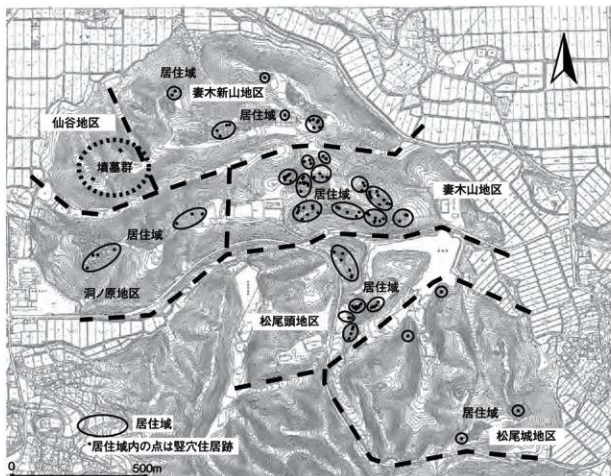 居住域
妻木新山地区
仙谷地区
居住域
墳墓群
居住域
妻木山地区
居住域
洞ノ原地区
居住域
松尾頭地区
居住域
*居住域内の点は竪穴住居跡
居住域
松尾城地区
0
500m